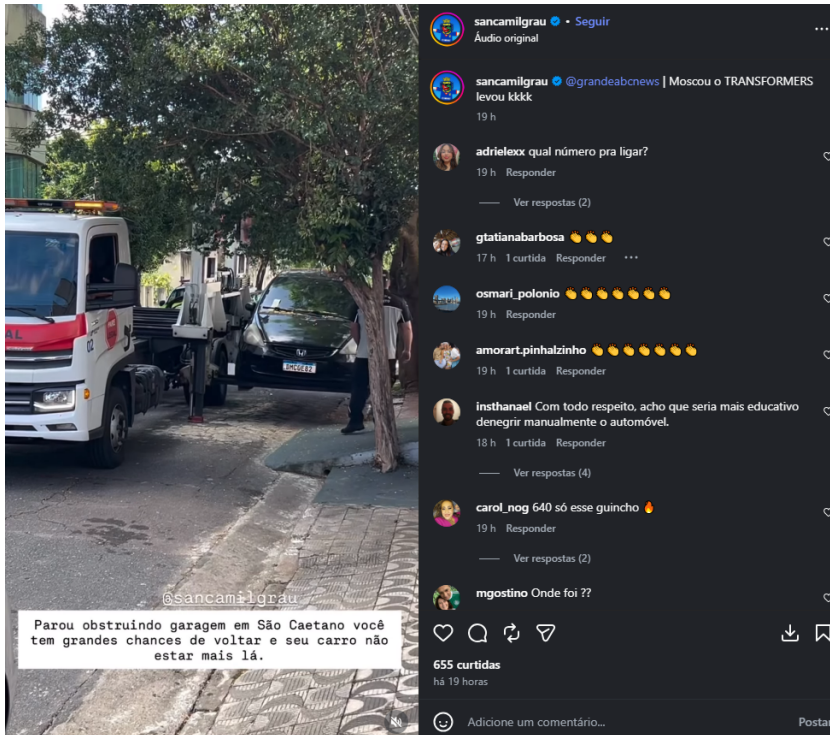 sancamilgrau • Seguir
Áudio original
sancamilgrau @grandeabcnews | Moscou o TRANSFORMERS
levou kkkk
19 h
adrielexx qual número pra ligar?
19 h Responder
Ver respostas (2)
gtatianabarbosa 👏👏👏
17 h 1 curtida Responder
osmari_polonio 👏👏👏👏👏👏👏
19 h Responder
amorart.pinhalzinho 👏👏👏👏👏👏👏
19 h 1 curtida Responder
insthanael Com todo respeito, acho que seria mais educativo
denegrir manualmente o automóvel.
18 h 1 curtida Responder
Ver respostas (4)
carol_nog 640 só esse guincho 🔥
19 h Responder
Ver respostas (2)
mgostino Onde foi ??
655 curtidas
há 19 horas
Adicione um comentário...
Postar
AL
02
@sancamilgrau
Parou obstruindo garagem em São Caetano você
tem grandes chances de voltar e seu carro não
estar mais lá.